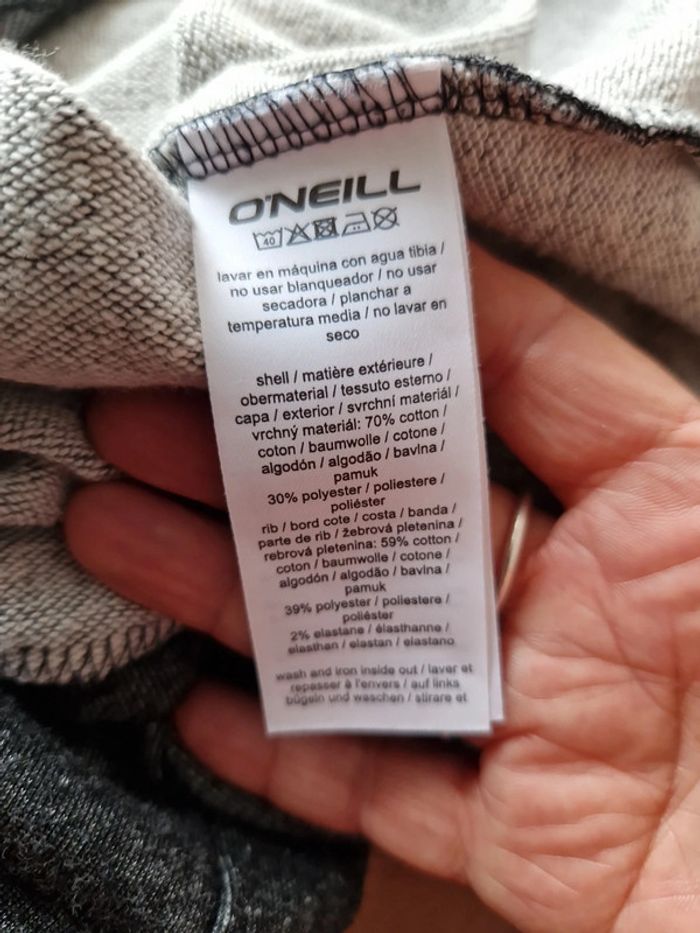 O'NEILL
40
lavar en máquina con agua tibia /
no usar blanqueador / no usar
secadora / planchar a
temperatura media / no lavar en
seco
shell / matière extérieure /
obermaterial / tessuto esterno /
capa / exterior / svrchní materiál /
vrchný materiál: 70% cotton /
coton / baumwolle / cotone /
algodón / algodão / bavlna /
pamuk
30% polyester / poliestere /
poliéster
rib / bord cote / costa / banda /
parte de rib / žebrová pletenina /
rebrová pletenina: 59% cotton /
coton / baumwolle / cotone /
algodón / algodão / bavlna /
pamuk
39% polyester / poliestere /
poliéster
2% elastane / élasthanne /
elasthan / elastan / elastano
wash and iron inside out / laver et
repasser à l'envers / auf links
bügeln und waschen / stirare et